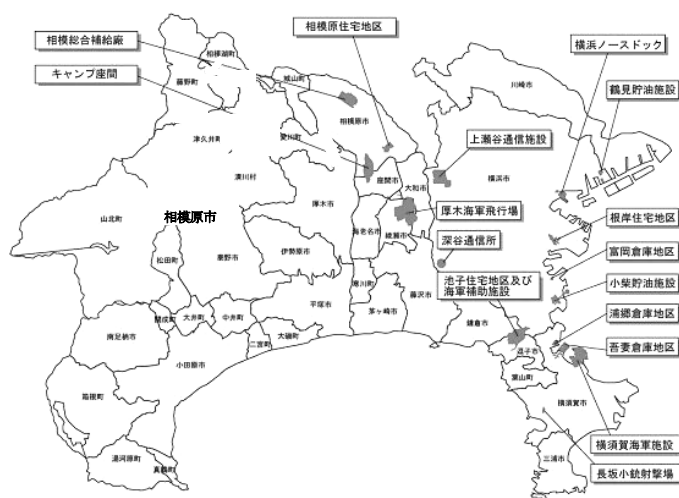 相模原住宅地区
相模総合補給廠
横浜ノースドック
キャンプ座間
鶴見貯油施設
相模湖町
藤野町
城山町
川崎市
相模原市
津久井町
愛川町
上瀬谷通信施設
清川村
座間市
大和市
横浜市
厚木市
山北町
相模原市
厚木海軍飛行場
根岸住宅地区
海老名市
綾瀬市
伊勢原市
深谷通信所
富岡倉庫地区
松田町
秦野市
池子住宅地区及び
海軍補助施設
小柴貯油施設
寒川町
藤沢市
開成町
大井町
中井町
平塚市
茅ヶ崎市
鎌倉市
浦郷倉庫地区
南足柄市
二宮町
大磯町
逗子市
吾妻倉庫地区
小田原市
葉山町
箱根町
横須賀市
横須賀海軍施設
湯河原町
真鶴町
三浦市
長坂小銃射撃場